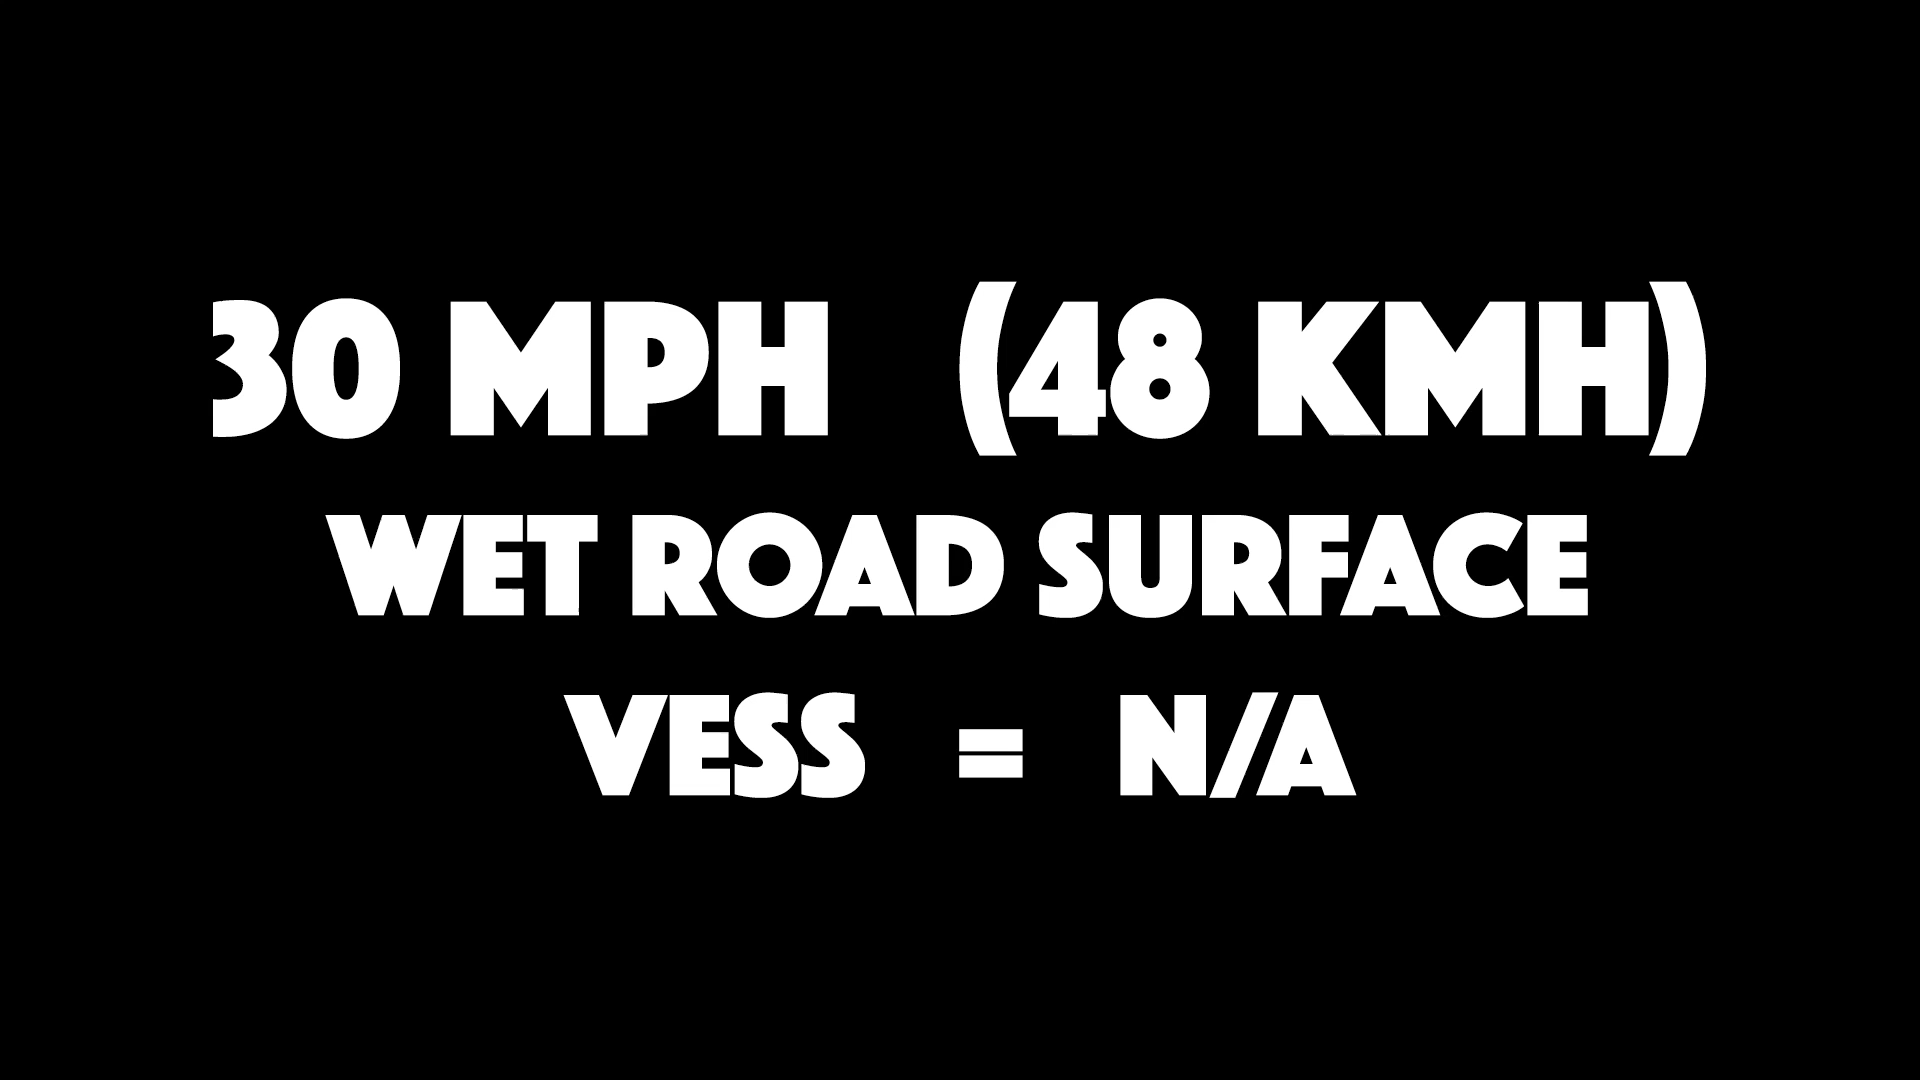 30 MPH (48 KMH)
WET ROAD SURFACE
VESS = N/A